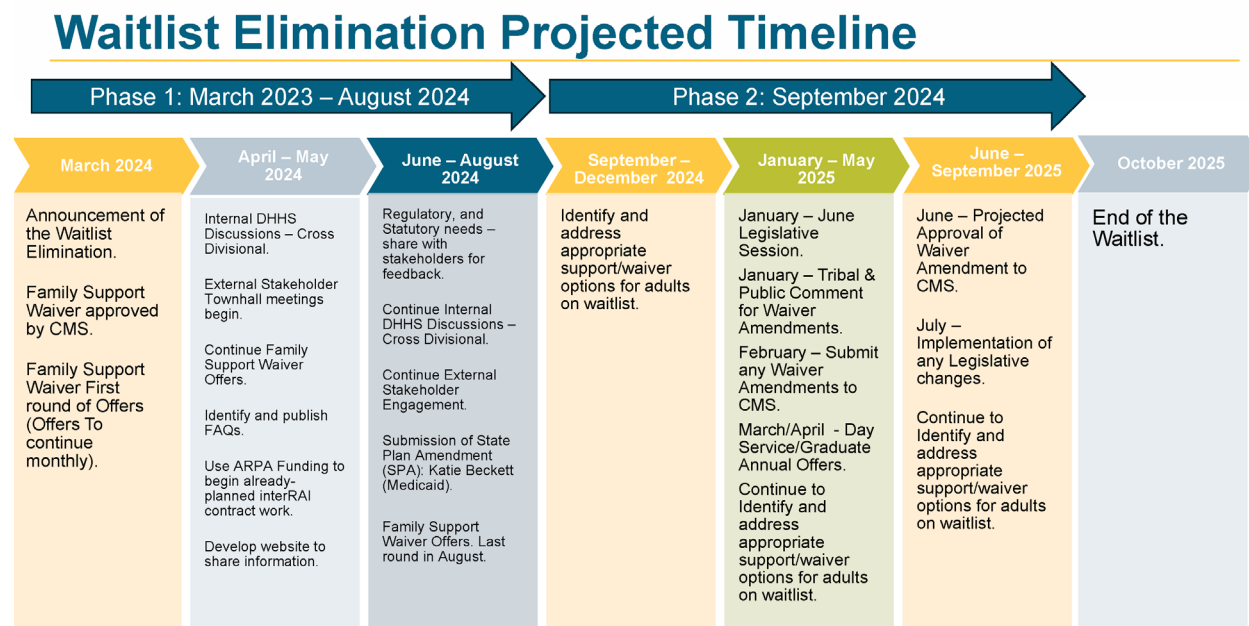 Waitlist Elimination Projected Timeline
Phase 1: March 2023 – August 2024
Phase 2: September 2024
March 2024
Announcement of
the Waitlist
Elimination.
Family Support
Waiver approved
by CMS.
Family Support
Waiver First
round of Offers
(Offers To
continue
monthly).
April – May
2024
Internal DHHS
Discussions – Cross
Divisional.
External Stakeholder
Townhall meetings
begin.
Continue Family
Support Waiver
Offers.
Identify and publish
FAQs.
Use ARPA Funding to
begin already-
planned interRAI
contract work.
Develop website to
share information.
June – August
2024
Regulatory, and
Statutory needs –
share with
stakeholders for
feedback.
Continue Internal
DHHS Discussions –
Cross Divisional.
Continue External
Stakeholder
Engagement.
Submission of State
Plan Amendment
(SPA): Katie Beckett
(Medicaid).
Family Support
Waiver Offers. Last
round in August.
September –
December 2024
Identify and
address
appropriate
support/waiver
options for adults
on waitlist.
January – May
2025
January – June
Legislative
Session.
January – Tribal &
Public Comment
for Waiver
Amendments.
February – Submit
any Waiver
Amendments to
CMS.
March/April - Day
Service/Graduate
Annual Offers.
Continue to
Identify and
address
appropriate
support/waiver
options for adults
on waitlist.
June –
September 2025
June – Projected
Approval of
Waiver
Amendment to
CMS.
July –
Implementation of
any Legislative
changes.
Continue to
Identify and
address
appropriate
support/waiver
options for adults
on waitlist.
October 2025
End of the
Waitlist.